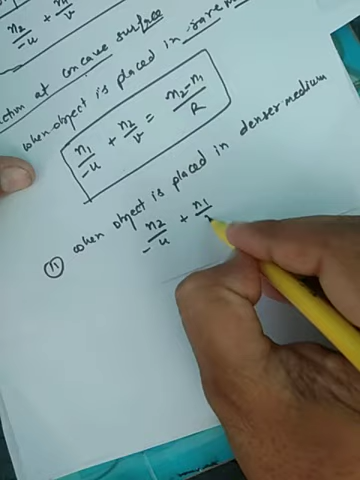 n2/-u + n1/v
at concave surface
when object is placed in rare
n1/-u + n2/v = n2-n1/R
(ii) when object is placed in denser medium
-n2/u + n1/